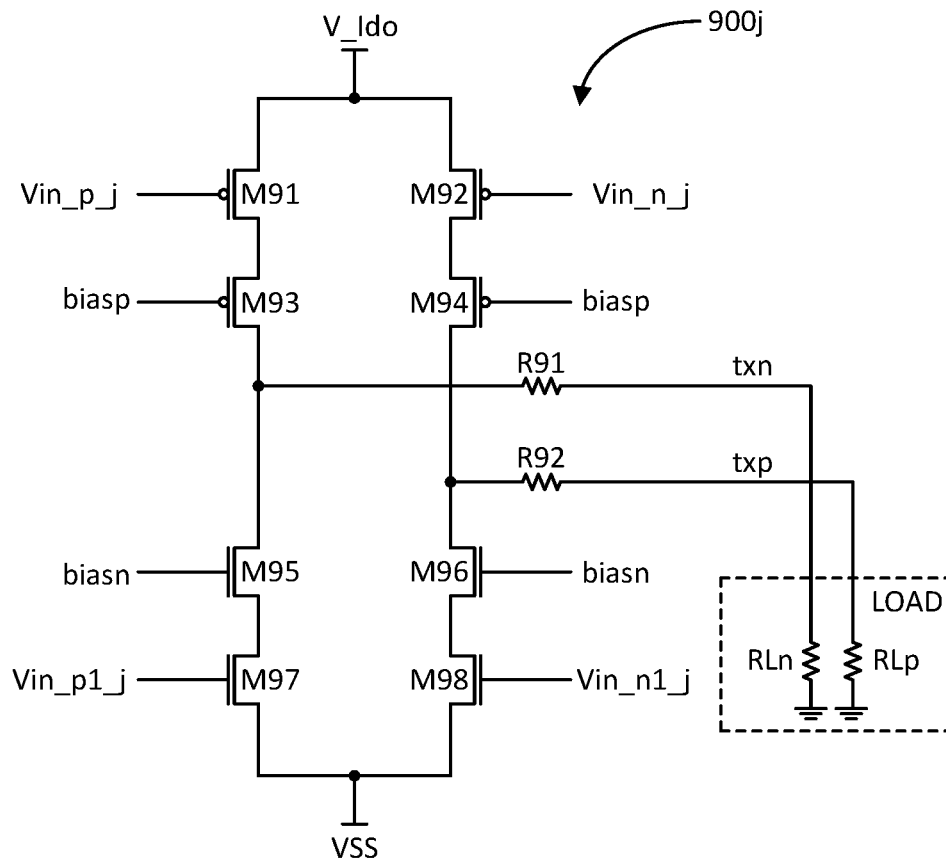 V_Ido
900j
Vin_p_j
M91
M92
Vin_n_j
biasp
M93
M94
biasp
R91
txn
R92
txp
biasn
M95
M96
biasn
LOAD
Vin_p1_j
M97
M98
Vin_n1_j
RLn
RLp
VSS